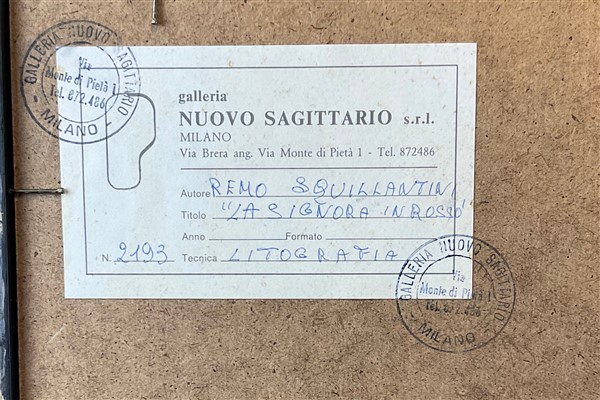 GALLERIA NUOVO SAGITTARIO
Via
Monte di Pietà 1
Tel. 872.486
- MILANO -
galleria
NUOVO SAGITTARIO s.r.l.
MILANO
Via Brera ang. Via Monte di Pietà 1 - Tel. 872486
Autore REMO SQUILLANTINI
Titolo "LA SIGNORA IN ROSSO"
Anno Formato
N. 2193 Tecnica LITOGRAFIA
GALLERIA NUOVO SAGITTARIO
Via
Monte di Pietà 1
Tel. 872.486
- MILANO -